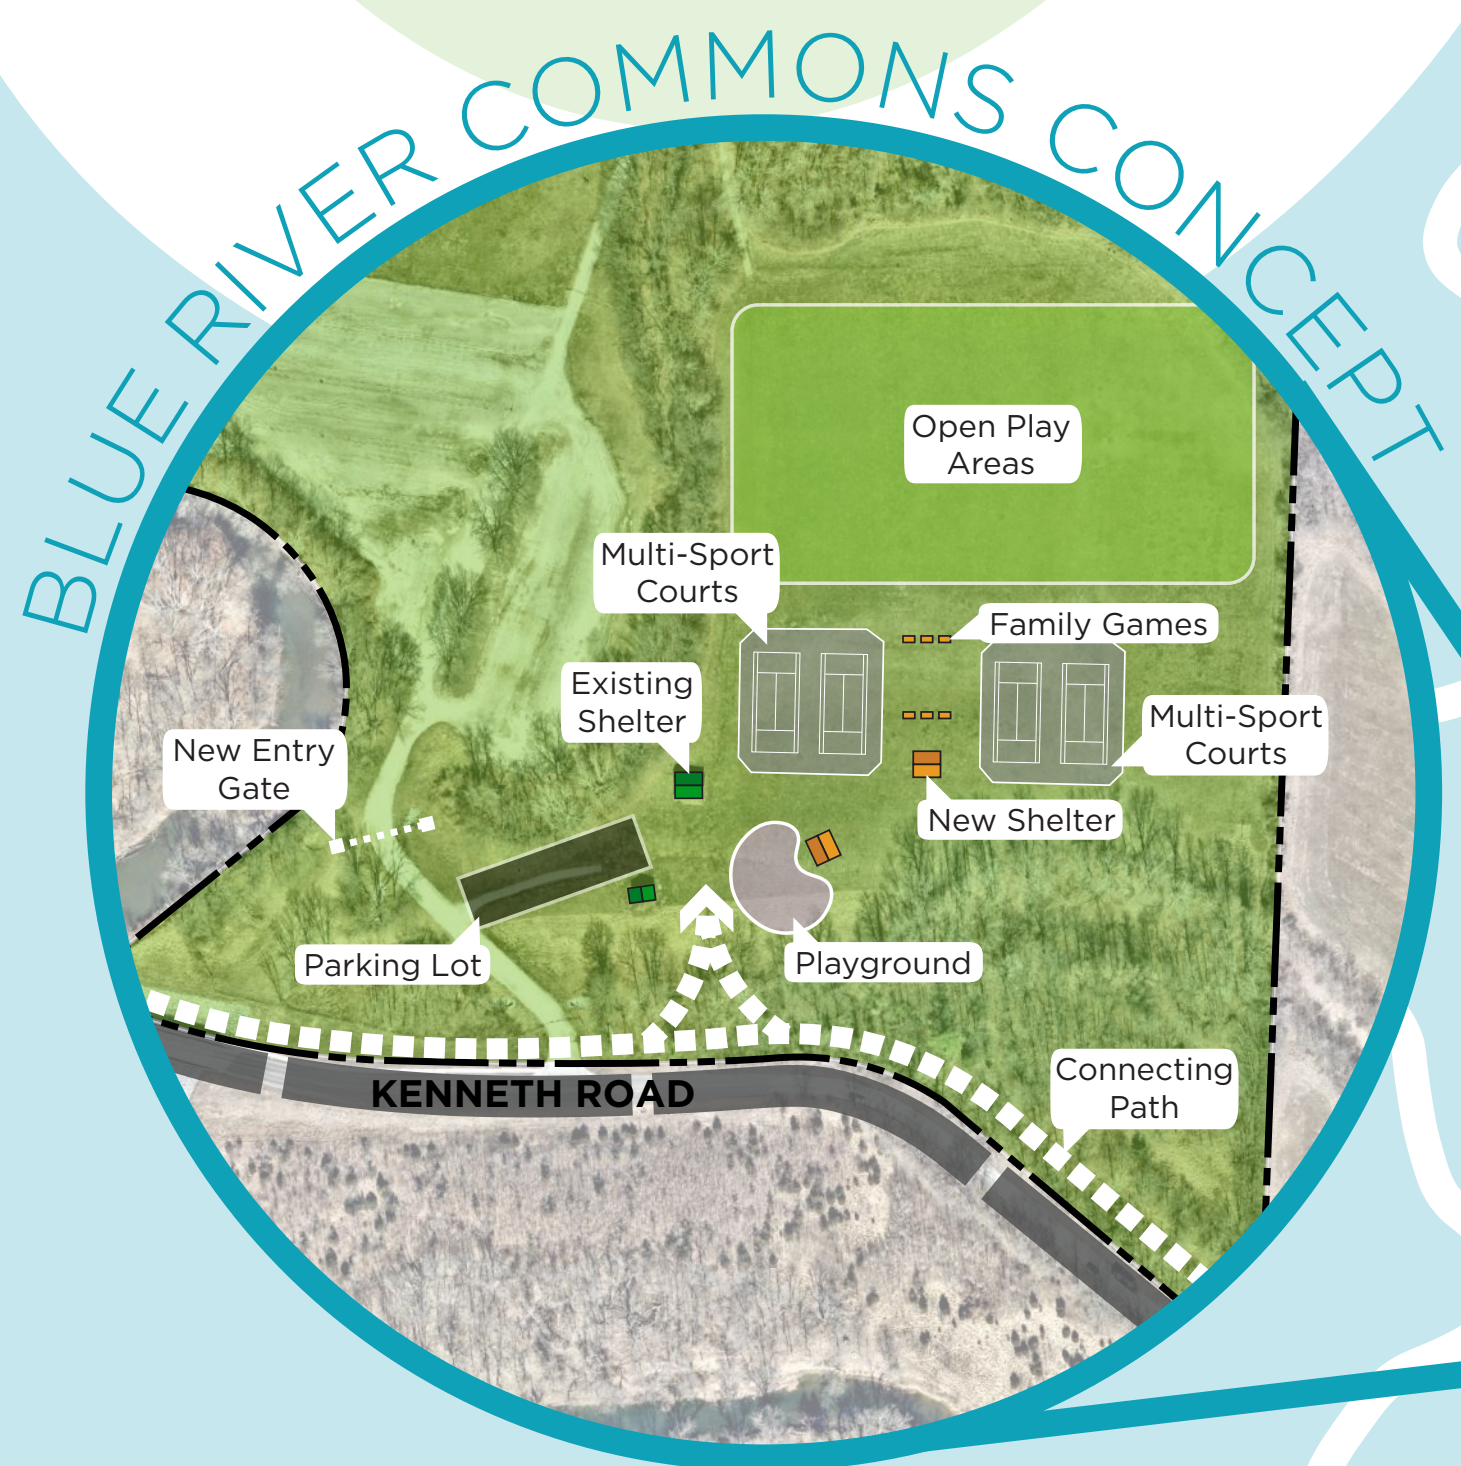 BLUE RIVER COMMONS CONCEPT
Open Play
Areas
Multi-Sport
Courts
Family Games
Existing
Shelter
Multi-Sport
Courts
New Entry
Gate
New Shelter
Parking Lot
Playground
Connecting
Path
KENNETH ROAD